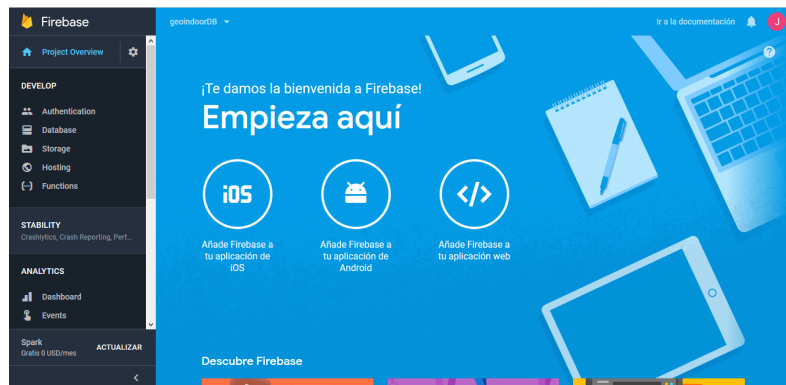 Firebase
geoindoorDB
Ir a la documentación
J
Project Overview
?
DEVELOP
Authentication
Database
Storage
Hosting
Functions
STABILITY
Crashlytics, Crash Reporting, Perf...
ANALYTICS
Dashboard
Events
Spark
Gratis 0 USD/mes
ACTUALIZAR
¡Te damos la bienvenida a Firebase!
Empieza aquí
iOS
</>
Añade Firebase a
tu aplicación de
iOS
Añade Firebase a
tu aplicación de
Android
Añade Firebase a
tu aplicación web
Descubre Firebase